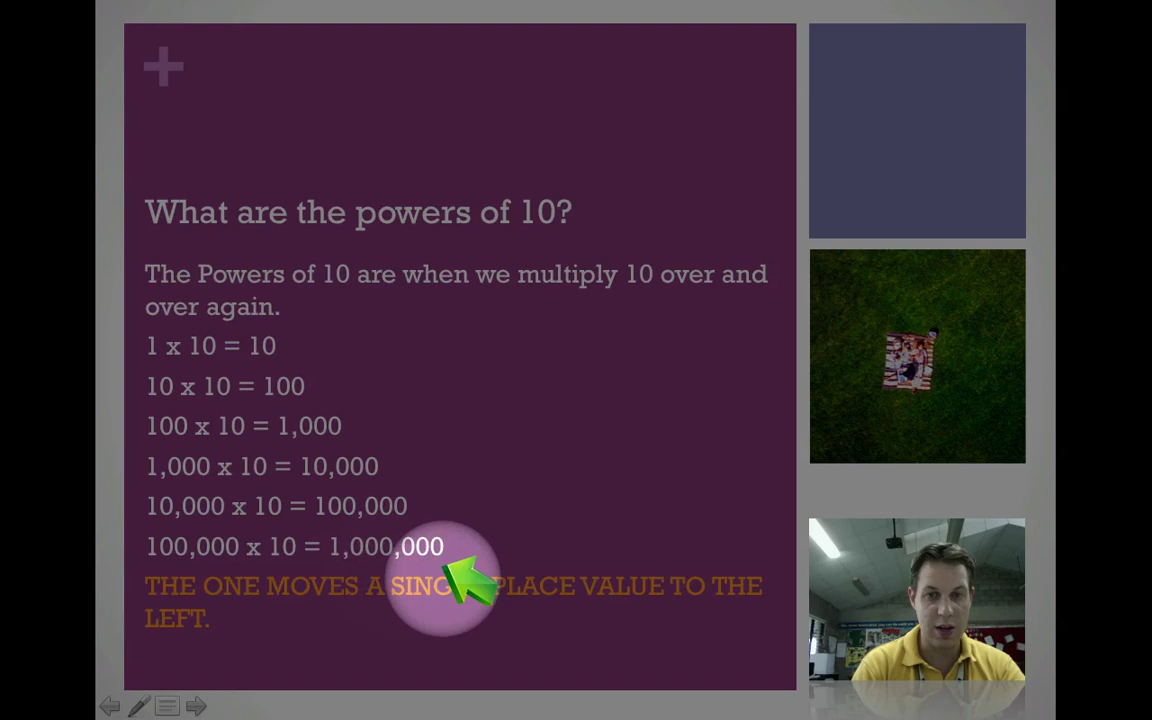 What are the powers of 10?
The Powers of 10 are when we multiply 10 over and
over again.
1 x 10 = 10
10 x 10 = 100
100 x 10 = 1,000
1,000 x 10 = 10,000
10,000 x 10 = 100,000
100,000 x 10 = 1,000,000
THE ONE MOVES A SING PLACE VALUE TO THE
LEFT.